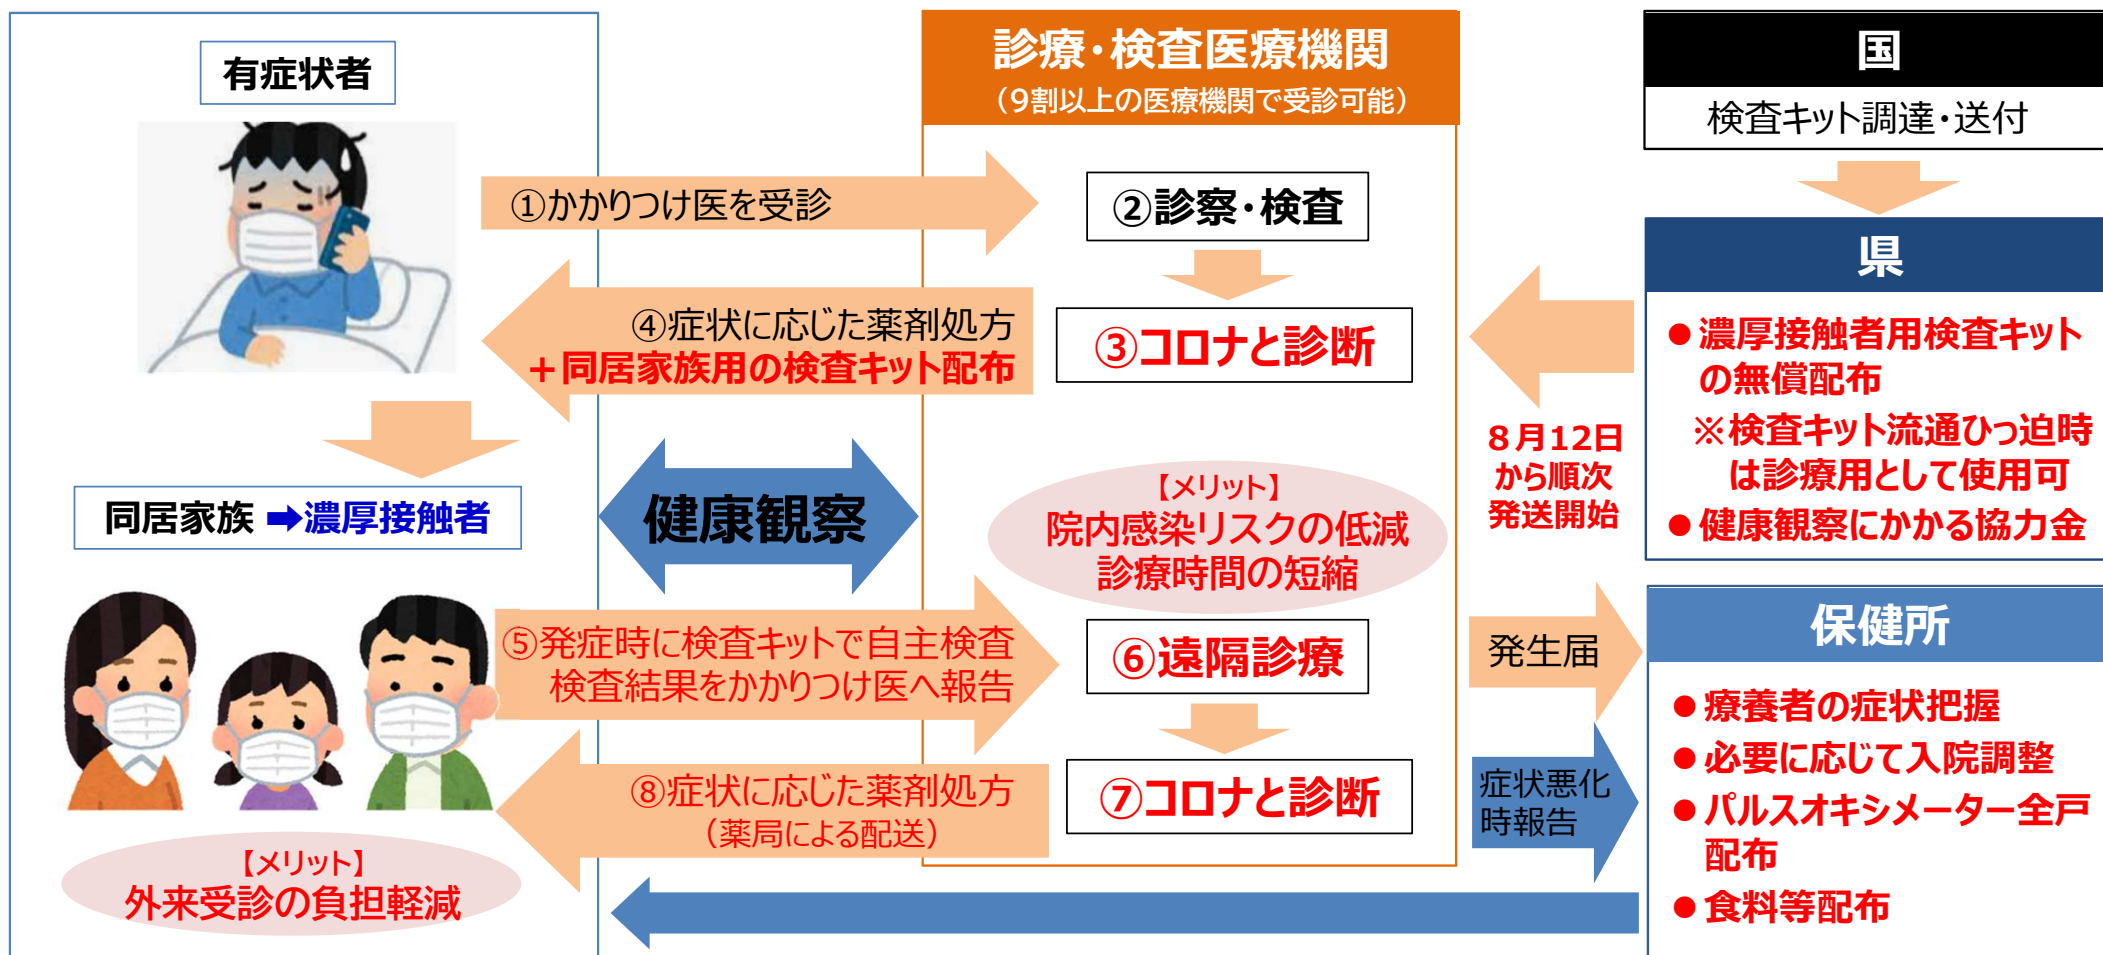 有症状者
①かかりつけ医を受診
④症状に応じた薬剤処方
＋同居家族用の検査キット配布
同居家族 ➡濃厚接触者
健康観察
⑤発症時に検査キットで自主検査
検査結果をかかりつけ医へ報告
⑧症状に応じた薬剤処方
（薬局による配送）
【メリット】
外来受診の負担軽減
診療・検査医療機関
（９割以上の医療機関で受診可能）
②診察・検査
③コロナと診断
【メリット】
院内感染リスクの低減
診療時間の短縮
⑥遠隔診療
⑦コロナと診断
国
検査キット調達・送付
県
●濃厚接触者用検査キット
の無償配布
※検査キット流通ひっ迫時
は診療用として使用可
●健康観察にかかる協力金
８月12日
から順次
発送開始
発生届
症状悪化
時報告
保健所
●療養者の症状把握
●必要に応じて入院調整
●パルスオキシメーター全戸
配布
●食料等配布